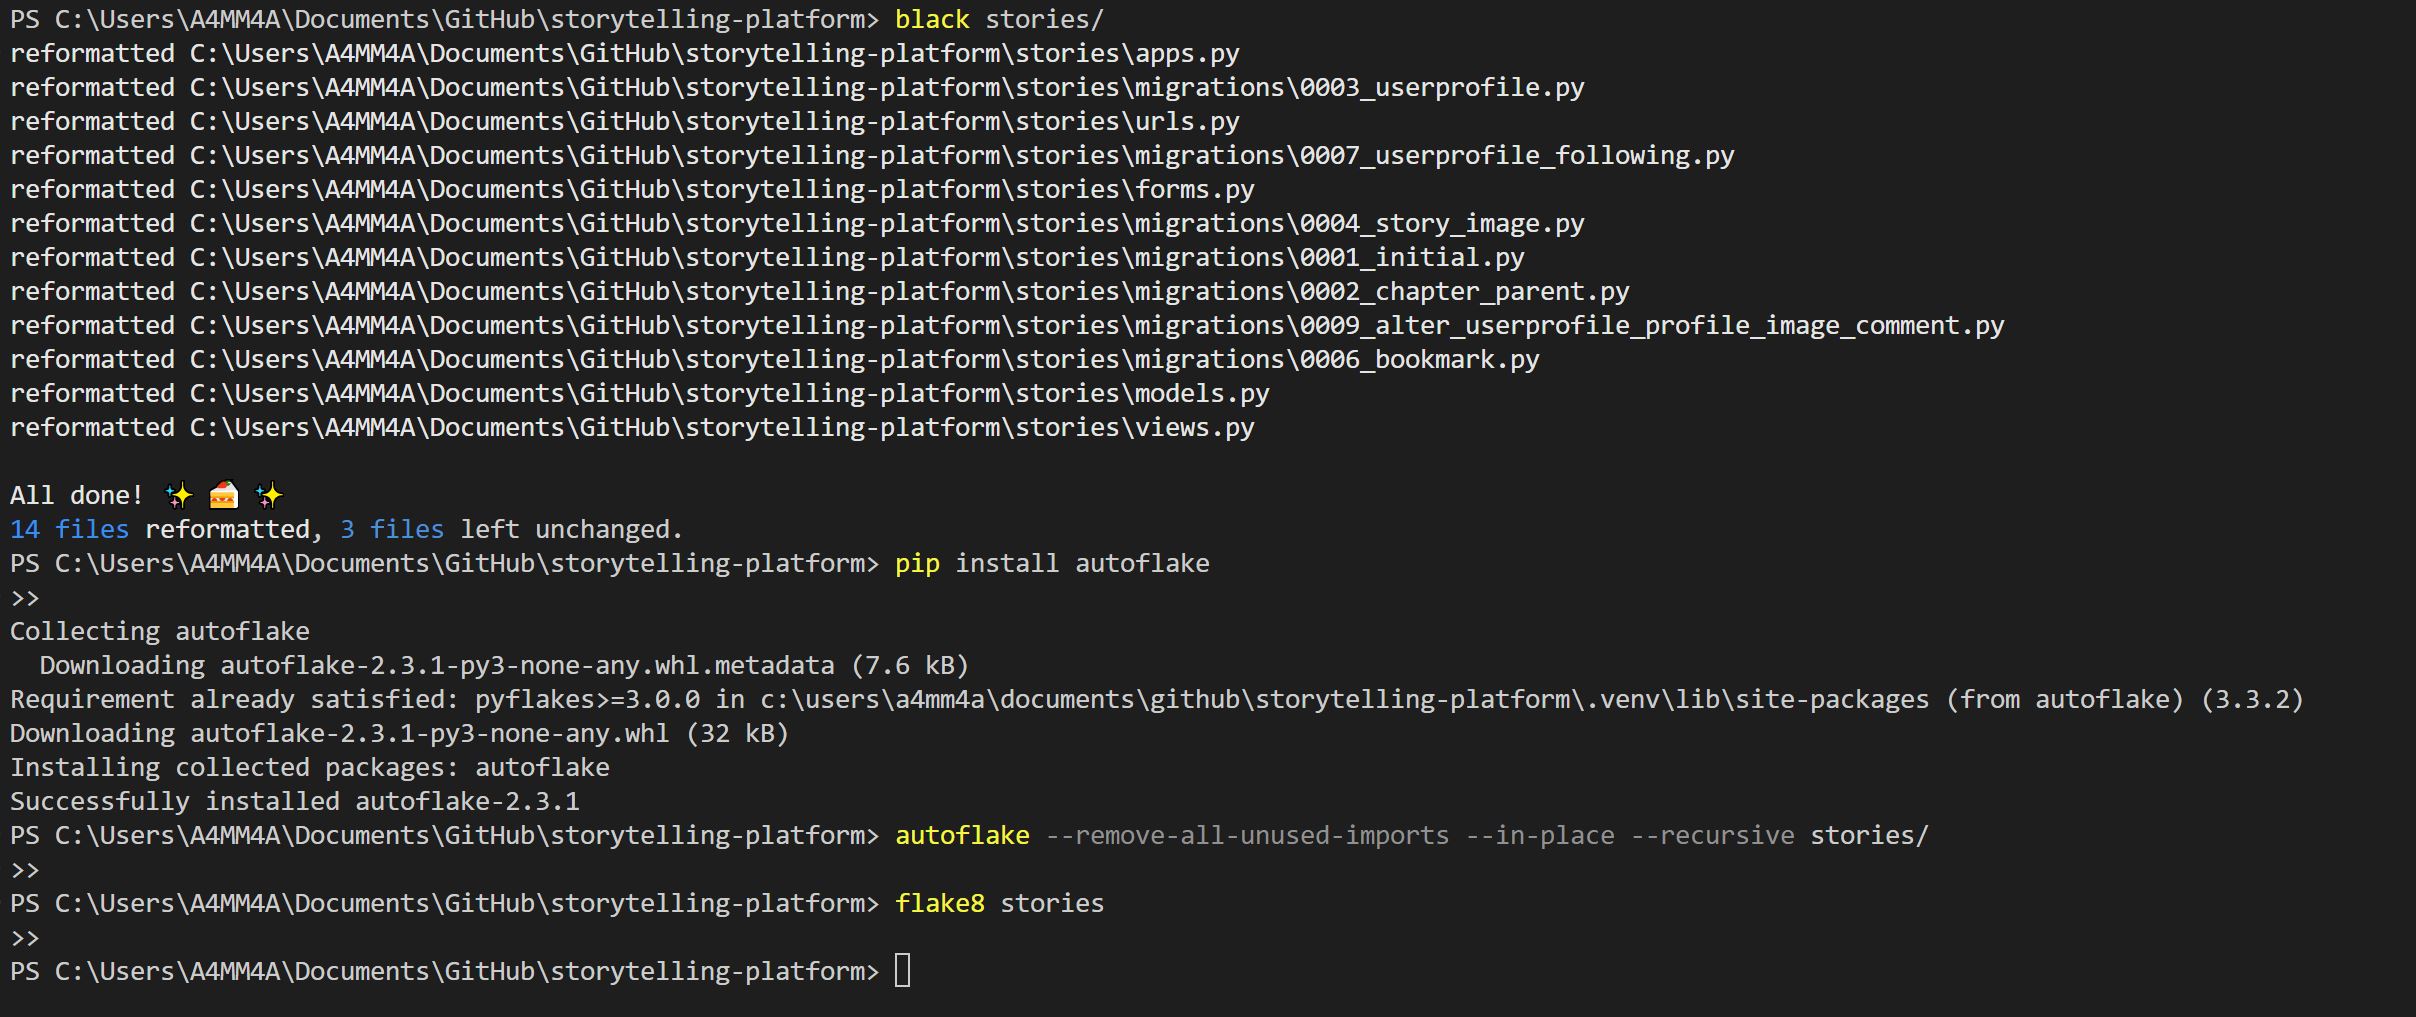 PS C:\Users\A4MM4A\Documents\GitHub\storytelling-platform> black stories/
reformatted C:\Users\A4MM4A\Documents\GitHub\storytelling-platform\stories\apps.py
reformatted C:\Users\A4MM4A\Documents\GitHub\storytelling-platform\stories\migrations\0003_userprofile.py
reformatted C:\Users\A4MM4A\Documents\GitHub\storytelling-platform\stories\urls.py
reformatted C:\Users\A4MM4A\Documents\GitHub\storytelling-platform\stories\migrations\0007_userprofile_following.py
reformatted C:\Users\A4MM4A\Documents\GitHub\storytelling-platform\stories\forms.py
reformatted C:\Users\A4MM4A\Documents\GitHub\storytelling-platform\stories\migrations\0004_story_image.py
reformatted C:\Users\A4MM4A\Documents\GitHub\storytelling-platform\stories\migrations\0001_initial.py
reformatted C:\Users\A4MM4A\Documents\GitHub\storytelling-platform\stories\migrations\0002_chapter_parent.py
reformatted C:\Users\A4MM4A\Documents\GitHub\storytelling-platform\stories\migrations\0009_alter_userprofile_profile_image_comment.py
reformatted C:\Users\A4MM4A\Documents\GitHub\storytelling-platform\stories\migrations\0006_bookmark.py
reformatted C:\Users\A4MM4A\Documents\GitHub\storytelling-platform\stories\models.py
reformatted C:\Users\A4MM4A\Documents\GitHub\storytelling-platform\stories\views.py
All done! ✨ 🍰 ✨
14 files reformatted, 3 files left unchanged.
PS C:\Users\A4MM4A\Documents\GitHub\storytelling-platform> pip install autoflake
>>
Collecting autoflake
  Downloading autoflake-2.3.1-py3-none-any.whl.metadata (7.6 kB)
Requirement already satisfied: pyflakes>=3.0.0 in c:\users\a4mm4a\documents\github\storytelling-platform\.venv\lib\site-packages (from autoflake) (3.3.2)
Downloading autoflake-2.3.1-py3-none-any.whl (32 kB)
Installing collected packages: autoflake
Successfully installed autoflake-2.3.1
PS C:\Users\A4MM4A\Documents\GitHub\storytelling-platform> autoflake --remove-all-unused-imports --in-place --recursive stories/
>>
PS C:\Users\A4MM4A\Documents\GitHub\storytelling-platform> flake8 stories
>>
PS C:\Users\A4MM4A\Documents\GitHub\storytelling-platform>